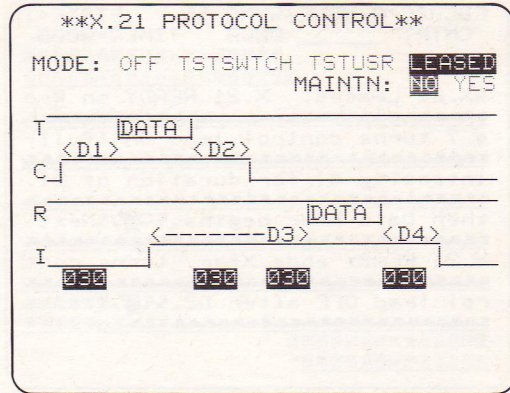 **X.21 PROTOCOL CONTROL**
MODE: OFF TSTSWTCH TSTUSR LEASED
MAINTN: NO YES
T |DATA |
<D1> <D2>
C
R |DATA |
<-------D3> <D4>
I
030 030 030 030